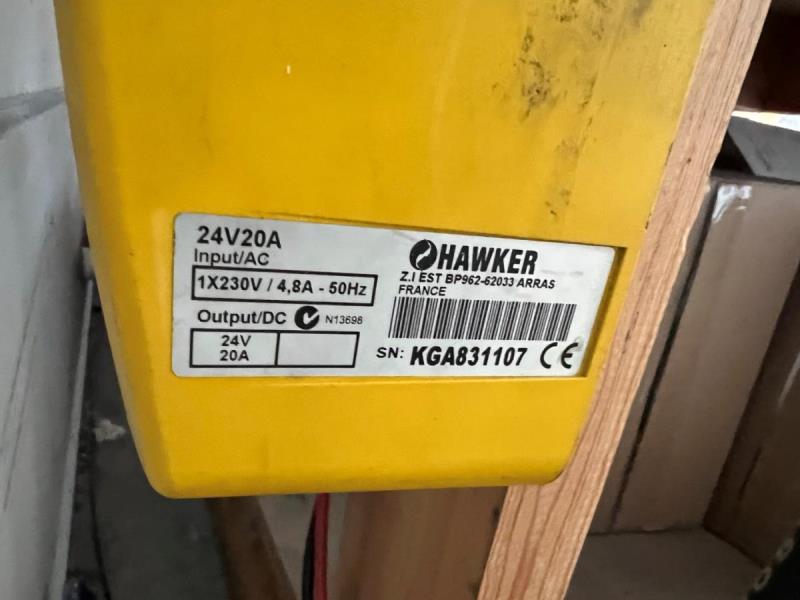 24V20A
Input/AC
1X230V / 4,8A - 50Hz
Output/DC N13698
24V
20A
HAWKER
Z.I EST BP962-62033 ARRAS
FRANCE
SN: KGA831107 CE